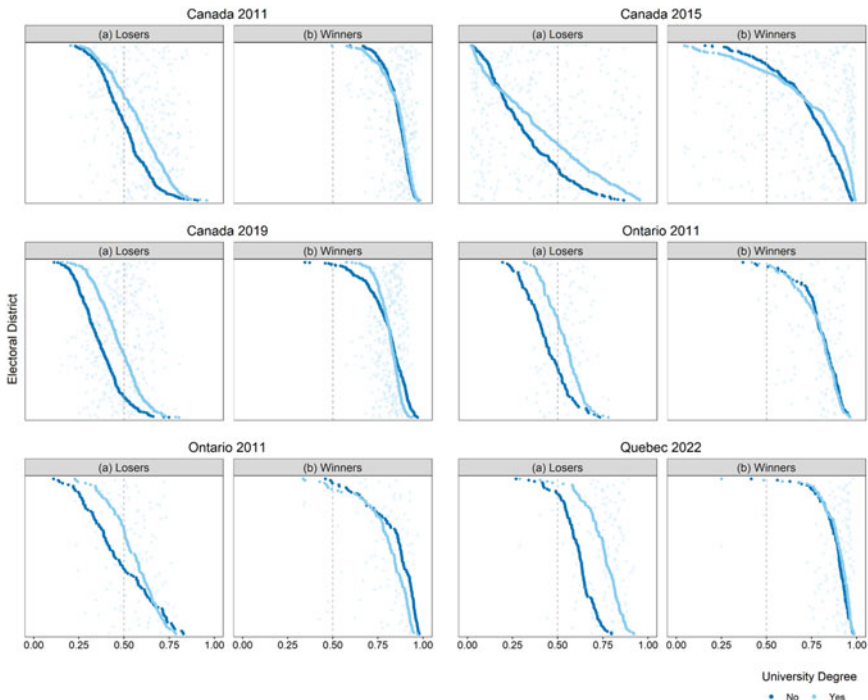 Canada 2011
Canada 2015
(a) Losers
(b) Winners
(a) Losers
(b) Winners
Canada 2019
Ontario 2011
(a) Losers
(b) Winners
(a) Losers
(b) Winners
Electoral District
Ontario 2011
Quebec 2022
(a) Losers
(b) Winners
(a) Losers
(b) Winners
0.00 0.25 0.50 0.75 1.00 0.00 0.25 0.50 0.75 1.00 0.00 0.25 0.50 0.75 1.00 0.00 0.25 0.50 0.75 1.00
University Degree
No Yes